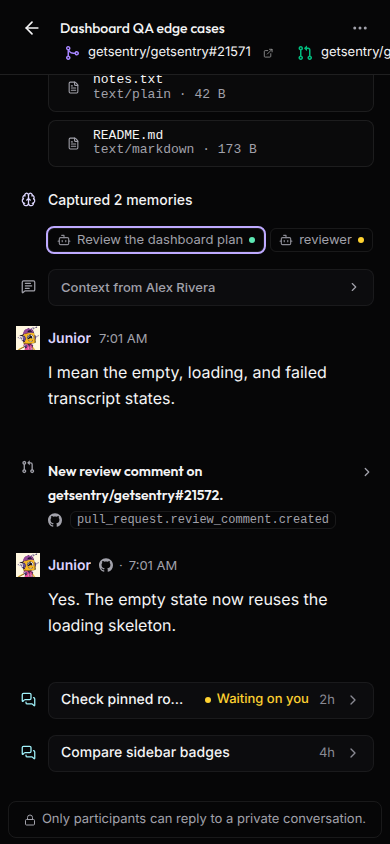 Dashboard QA edge cases
getsentry/getsentry#21571
getsentry/g
notes.txt
text/plain · 42 B
README.md
text/markdown · 173 B
Captured 2 memories
Review the dashboard plan
reviewer
Context from Alex Rivera
Junior 7:01 AM
I mean the empty, loading, and failed
transcript states.
New review comment on
getsentry/getsentry#21572.
pull_request.review_comment.created
Junior · 7:01 AM
Yes. The empty state now reuses the
loading skeleton.
Check pinned ro... Waiting on you 2h
Compare sidebar badges 4h
Only participants can reply to a private conversation.